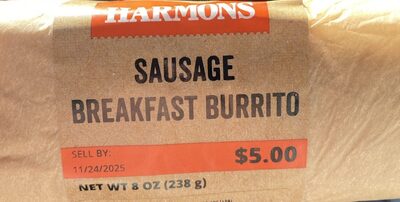 HARMONS
SAUSAGE
BREAKFAST BURRITO
SELL BY:
11/24/2025
$5.00
NET WT 8 OZ (238 g)